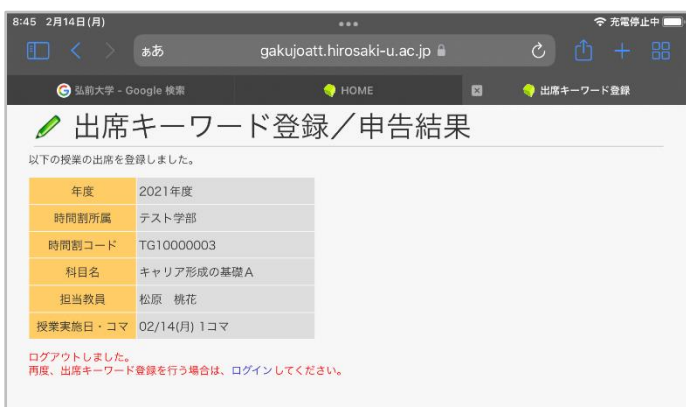 8:45 2月14日(月)
充電停止中
ああ
gakujoatt.hirosaki-u.ac.jp
弘前大学 - Google 検索
HOME
出席キーワード登録
出席キーワード登録／申告結果
以下の授業の出席を登録しました。
年度 2021年度
時間割所属 テスト学部
時間割コード TG10000003
科目名 キャリア形成の基礎A
担当教員 松原 桃花
授業実施日・コマ 02/14(月) 1コマ
ログアウトしました。
再度、出席キーワード登録を行う場合は、ログインしてください。